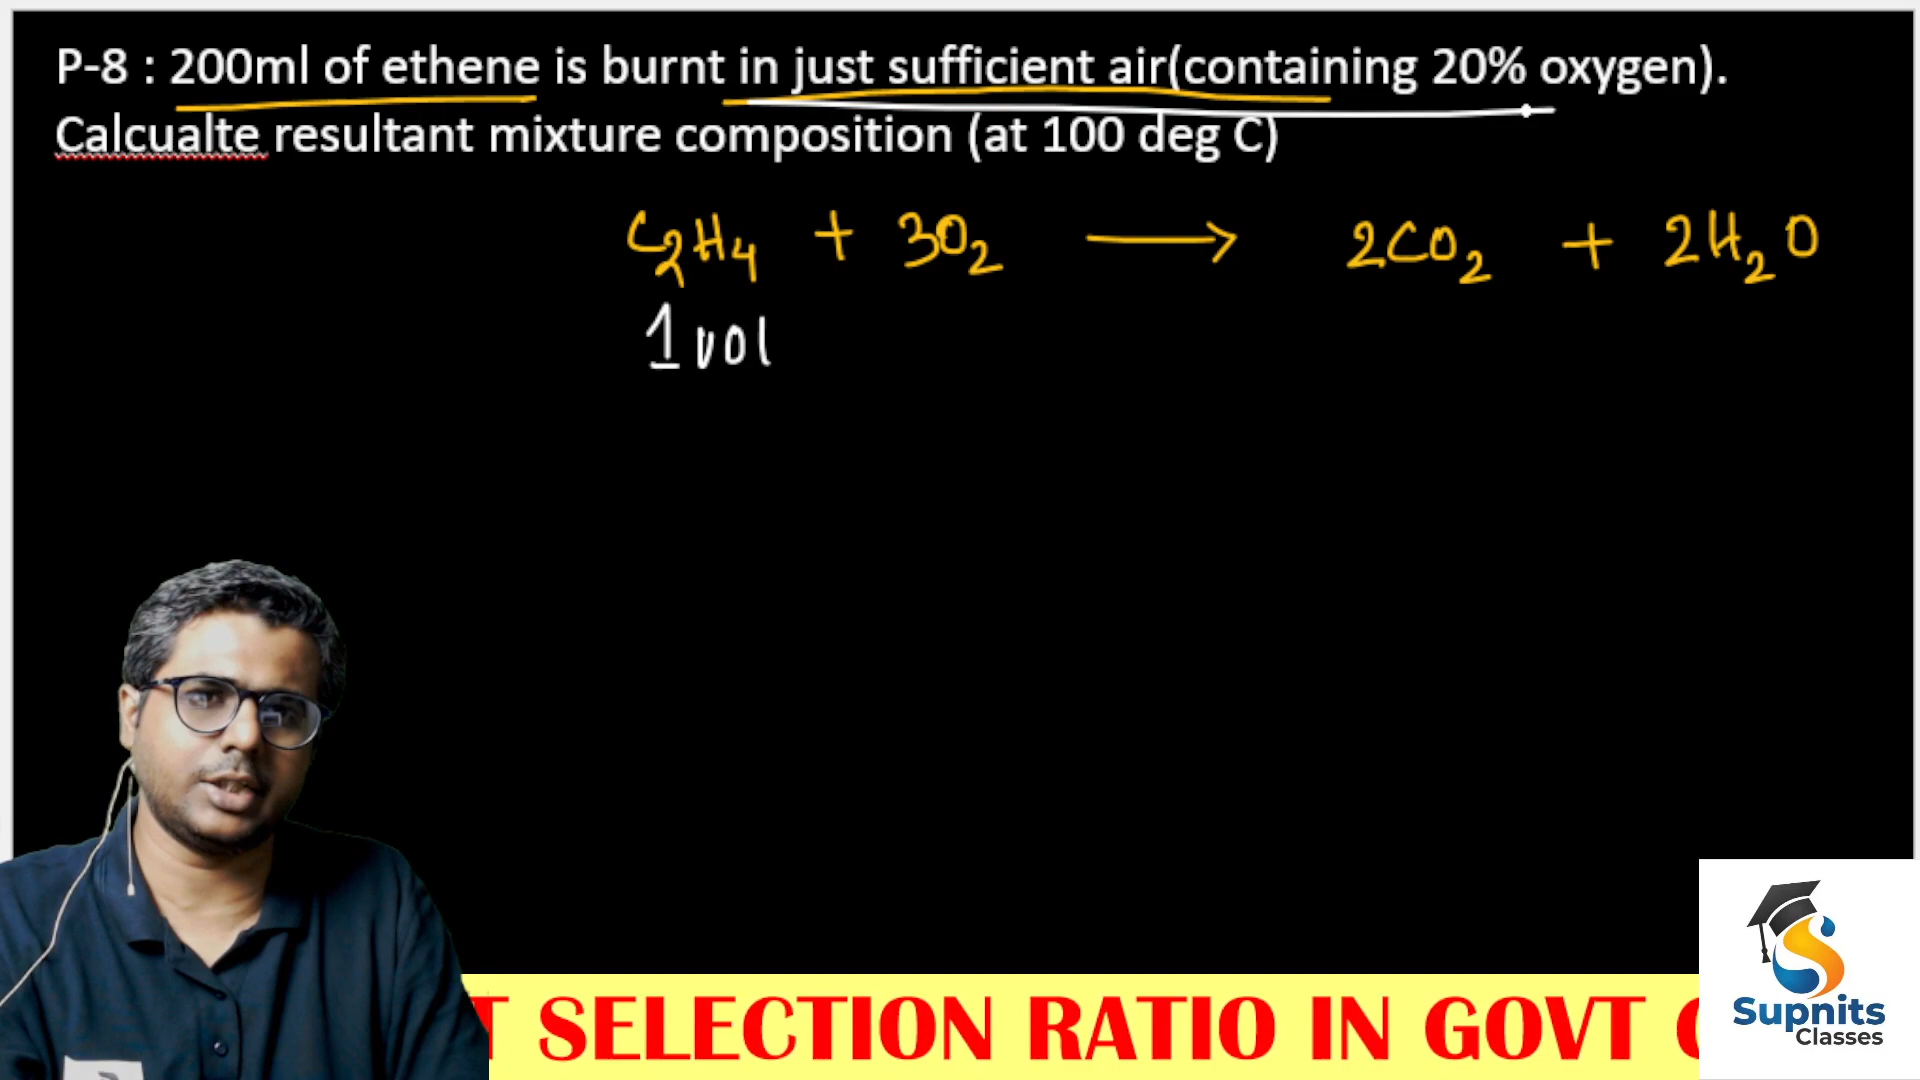 P-8 : 200ml of ethene is burnt in just sufficient air(containing 20% oxygen).
Calcualte resultant mixture composition (at 100 deg C)
C2H4 + 3O2 → 2CO2 + 2H2O
1 vol
T SELECTION RATIO IN GOVT
Supnits
Classes